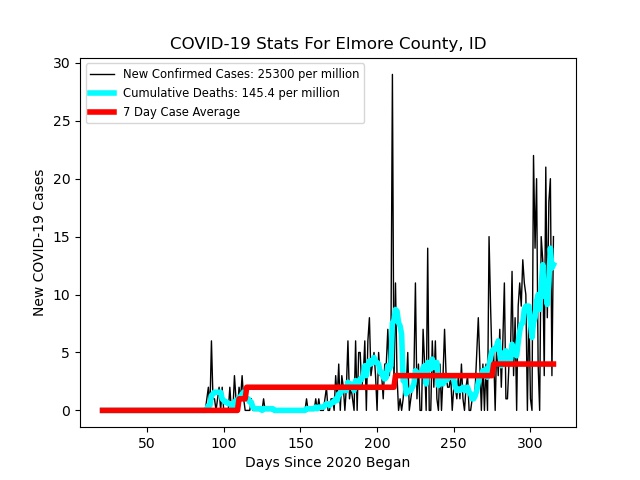 COVID-19 Stats For Elmore County, ID
New Confirmed Cases: 25300 per million
Cumulative Deaths: 145.4 per million
7 Day Case Average
New COVID-19 Cases
30
25
20
15
10
5
0
50 100 150 200 250 300
Days Since 2020 Began